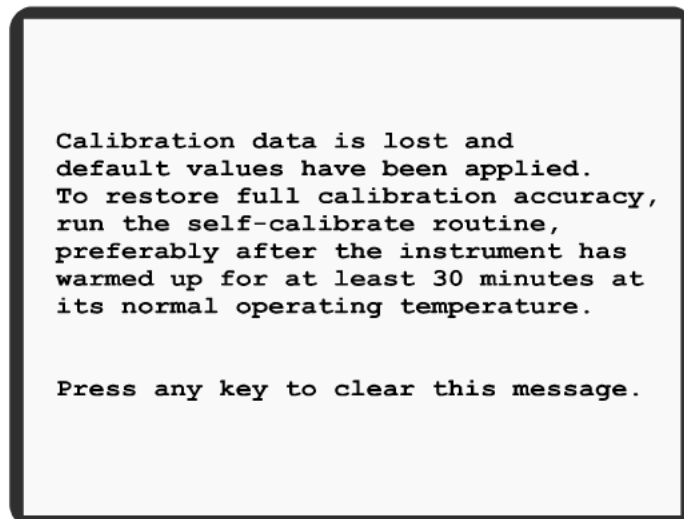 Calibration data is lost and
default values have been applied.
To restore full calibration accuracy,
run the self-calibrate routine,
preferably after the instrument has
warmed up for at least 30 minutes at
its normal operating temperature.
Press any key to clear this message.